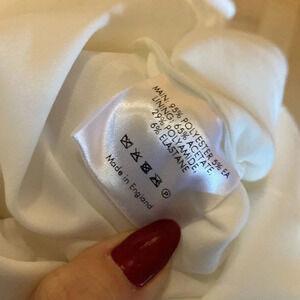 MAIN: 95% POLYESTER 5% EA
LINING: 65% ACETATE
29% POLYAMIDE
6% ELASTANE
P
Made in England